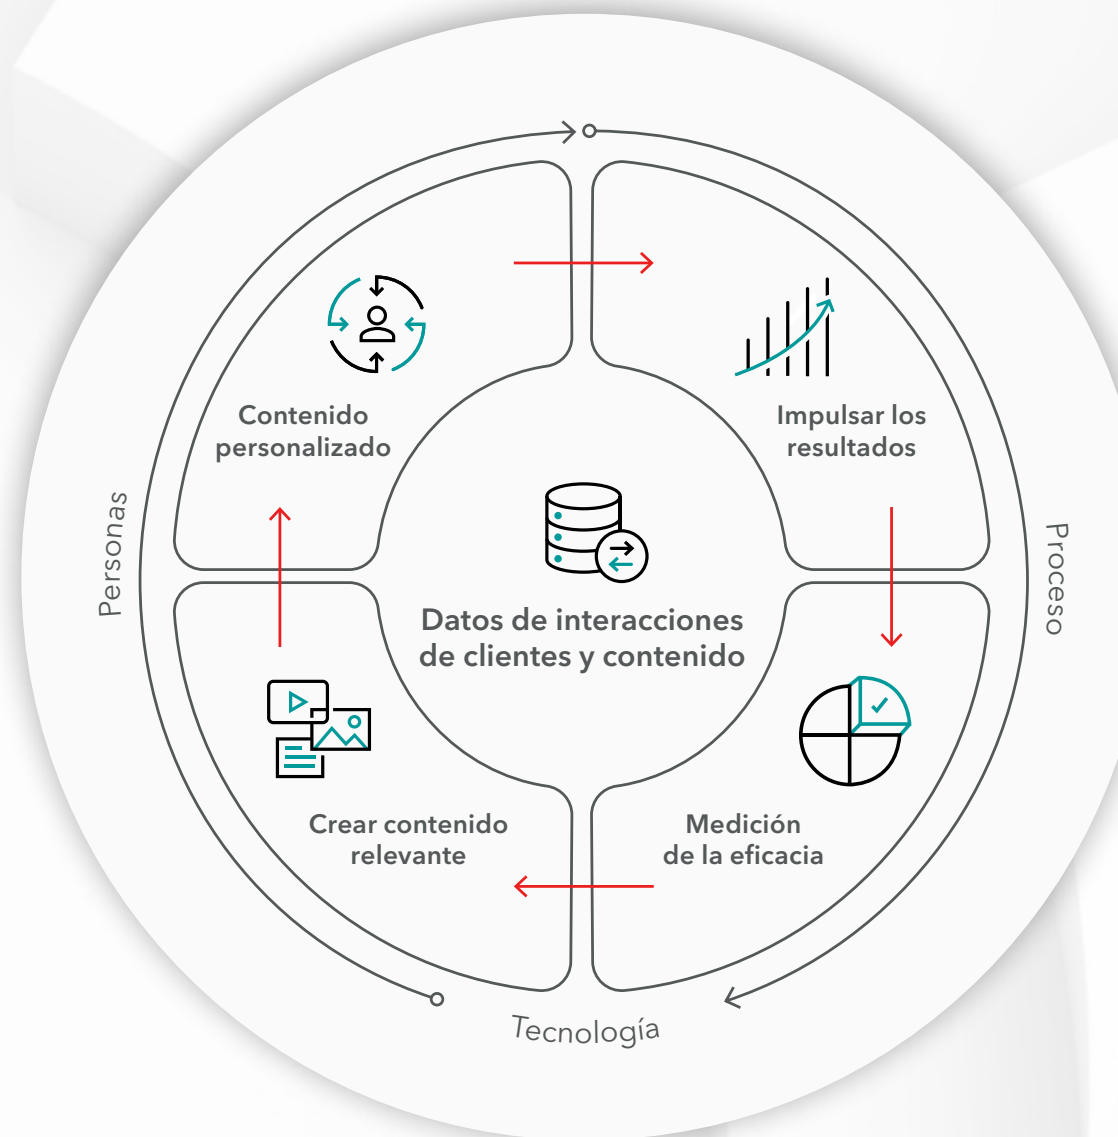 Contenido
personalizado
Impulsar los
resultados
Personas
Proceso
Datos de interacciones
de clientes y contenido
Crear contenido
relevante
Medición
de la eficacia
Tecnología